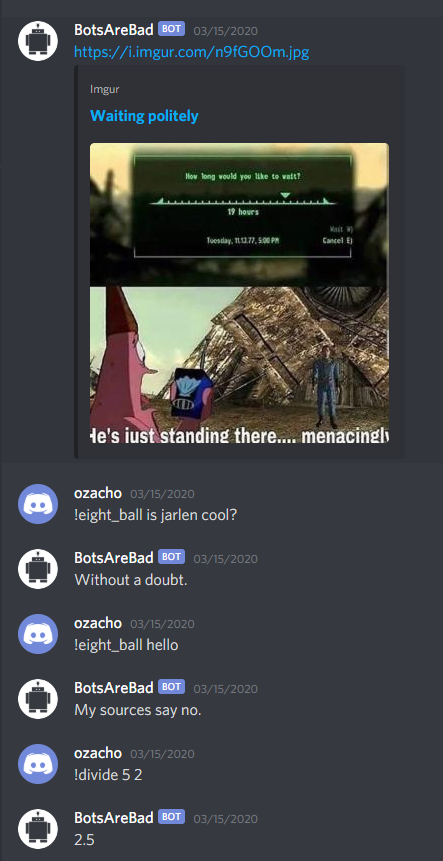 BotsAreBad BOT 03/15/2020
https://i.imgur.com/n9fGOOm.jpg
Imgur
Waiting politely
How long would you like to wait?
19 hours
Wait
Tuesday, 11.13.77, 5:00 PM Cancel E)
He's just standing there.... menacingly
ozacho 03/15/2020
!eight_ball is jarlen cool?
BotsAreBad BOT 03/15/2020
Without a doubt.
ozacho 03/15/2020
!eight_ball hello
BotsAreBad BOT 03/15/2020
My sources say no.
ozacho 03/15/2020
!divide 5 2
BotsAreBad BOT 03/15/2020
2.5